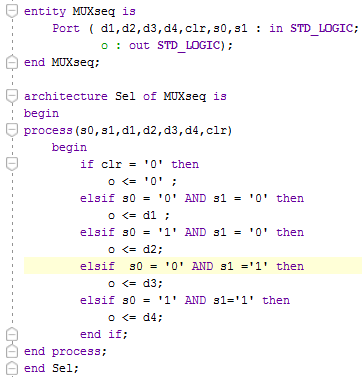 entity MUXseq is
Port ( d1,d2,d3,d4,clr,s0,s1 : in STD_LOGIC;
o : out STD_LOGIC);
end MUXseq;
architecture Sel of MUXseq is
begin
process(s0,s1,d1,d2,d3,d4,clr)
begin
if clr = '0' then
o <= '0' ;
elsif s0 = '0' AND s1 = '0' then
o <= d1 ;
elsif s0 = '1' AND s1 = '0' then
o <= d2;
elsif  s0 = '0' AND s1 ='1' then
o <= d3;
elsif s0 = '1' AND s1='1' then
o <= d4;
end if;
end process;
end Sel;